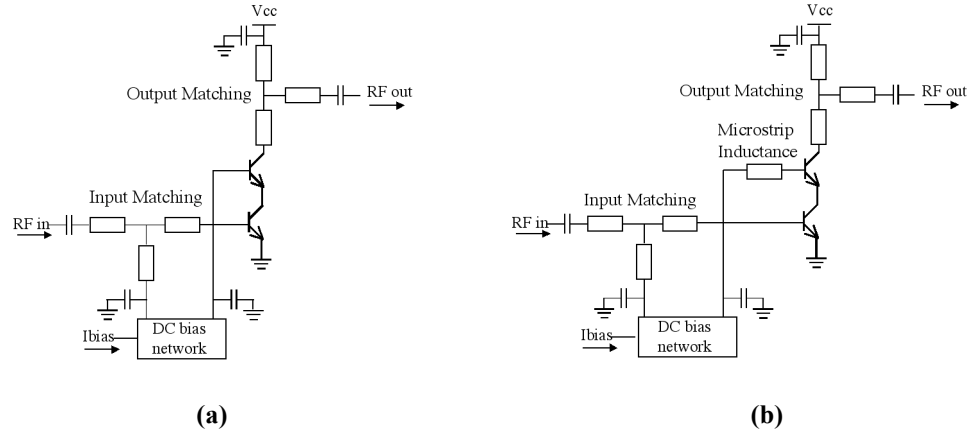 Vcc
Output Matching
RF out
Input Matching
RF in
Ibias
DC bias
network
(a)
Vcc
Output Matching
RF out
Microstrip
Inductance
Input Matching
RF in
Ibias
DC bias
network
(b)